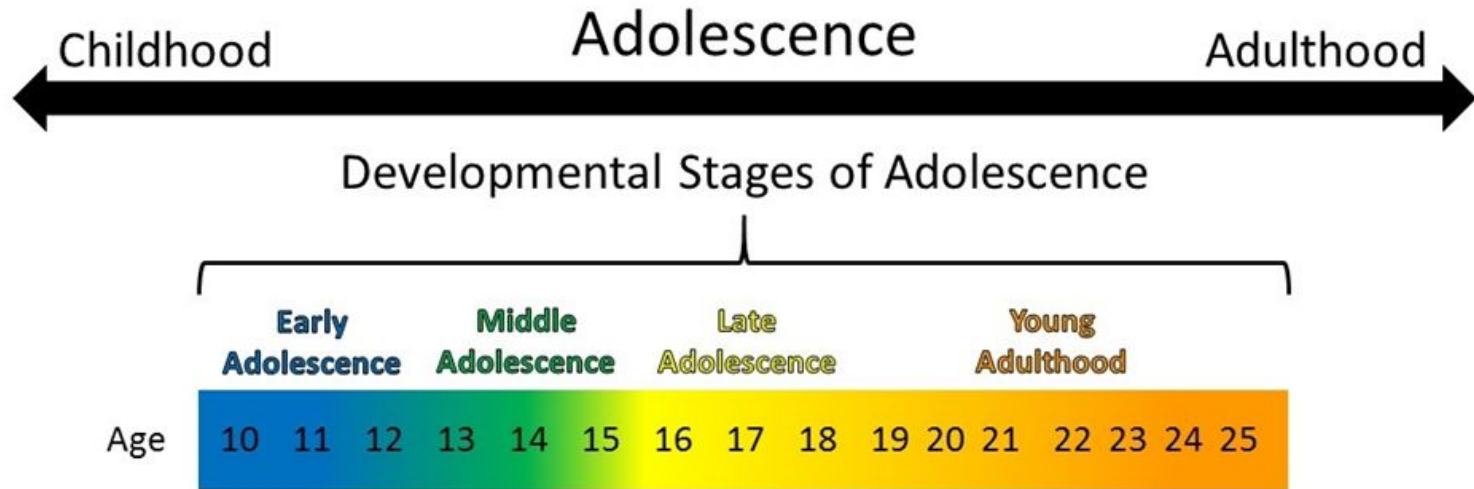 Childhood Adolescence Adulthood
Developmental Stages of Adolescence
Early Adolescence
Middle Adolescence
Late Adolescence
Young Adulthood
Age 10 11 12 13 14 15 16 17 18 19 20 21 22 23 24 25